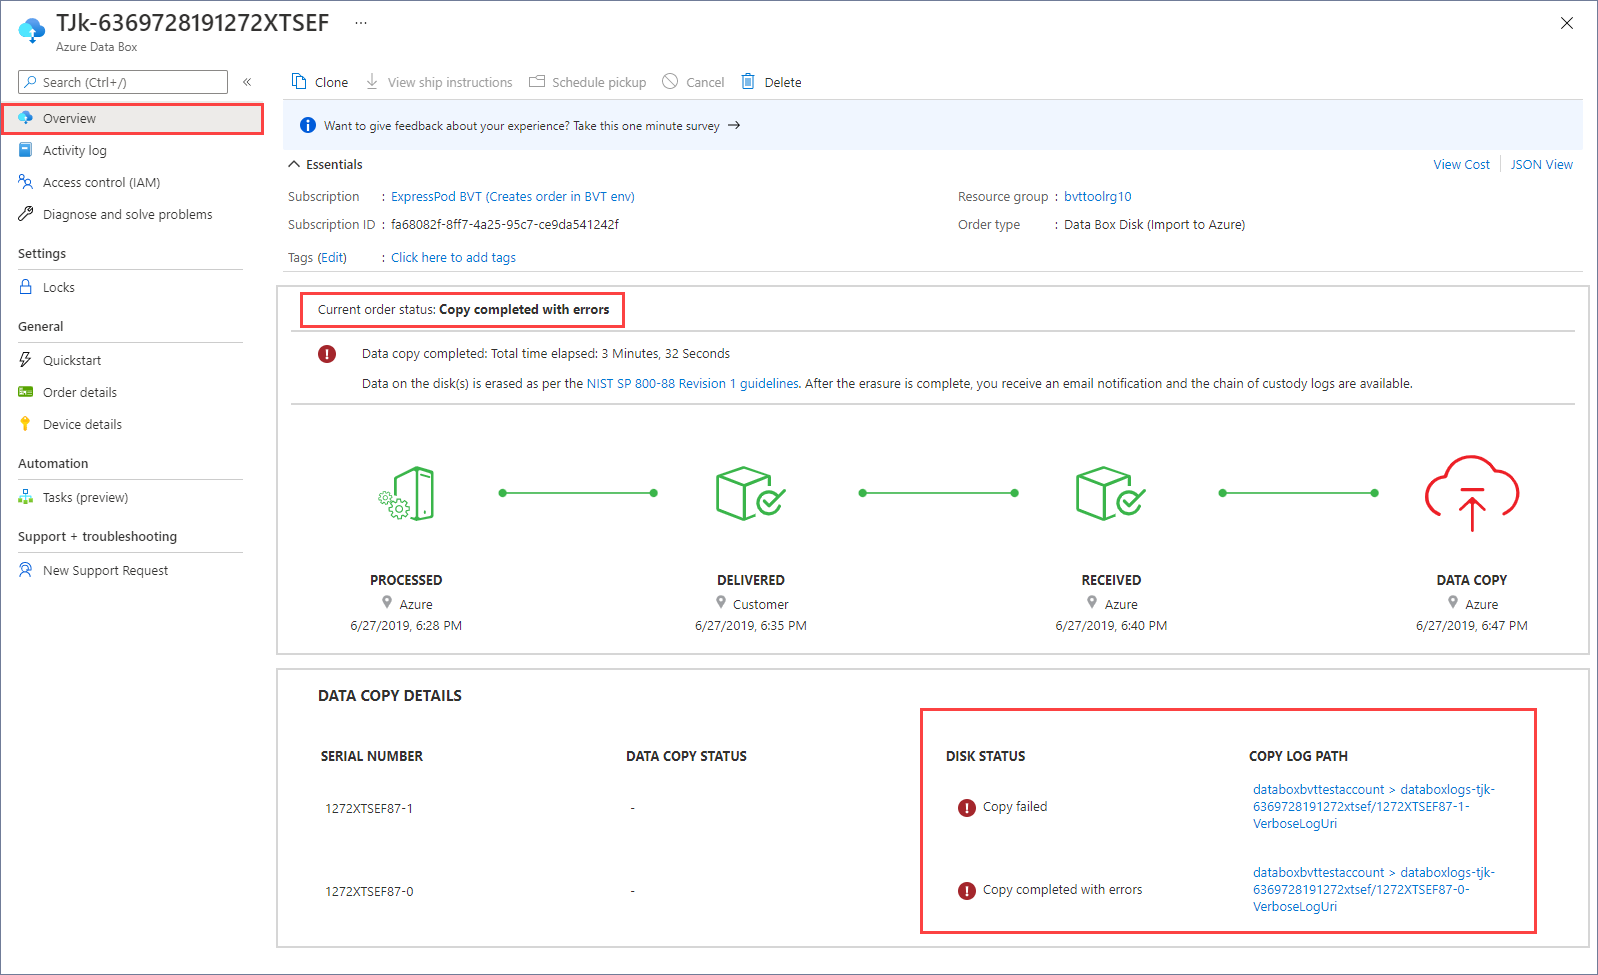 TJk-6369728191272XTSEF ...
Azure Data Box
Search (Ctrl+/)
«
Overview
Activity log
Access control (IAM)
Diagnose and solve problems
Settings
Locks
General
Quickstart
Order details
Device details
Automation
Tasks (preview)
Support + troubleshooting
New Support Request
Clone View ship instructions Schedule pickup Cancel Delete
Want to give feedback about your experience? Take this one minute survey →
Essentials
View Cost JSON View
Subscription : ExpressPod BVT (Creates order in BVT env)
Resource group : bvttoolrg10
Subscription ID : fa68082f-8ff7-4a25-95c7-ce9da541242f
Order type : Data Box Disk (Import to Azure)
Tags (Edit) : Click here to add tags
Current order status: Copy completed with errors
Data copy completed: Total time elapsed: 3 Minutes, 32 Seconds
Data on the disk(s) is erased as per the NIST SP 800-88 Revision 1 guidelines. After the erasure is complete, you receive an email notification and the chain of custody logs are available.
PROCESSED
Azure
6/27/2019, 6:28 PM
DELIVERED
Customer
6/27/2019, 6:35 PM
RECEIVED
Azure
6/27/2019, 6:40 PM
DATA COPY
Azure
6/27/2019, 6:47 PM
DATA COPY DETAILS
SERIAL NUMBER DATA COPY STATUS DISK STATUS COPY LOG PATH
1272XTSEF87-1 - Copy failed
databoxbvttestaccount > databoxlogs-tjk-
6369728191272xtsef/1272XTSEF87-1-
VerboseLogUri
1272XTSEF87-0 - Copy completed with errors
databoxbvttestaccount > databoxlogs-tjk-
6369728191272xtsef/1272XTSEF87-0-
VerboseLogUri